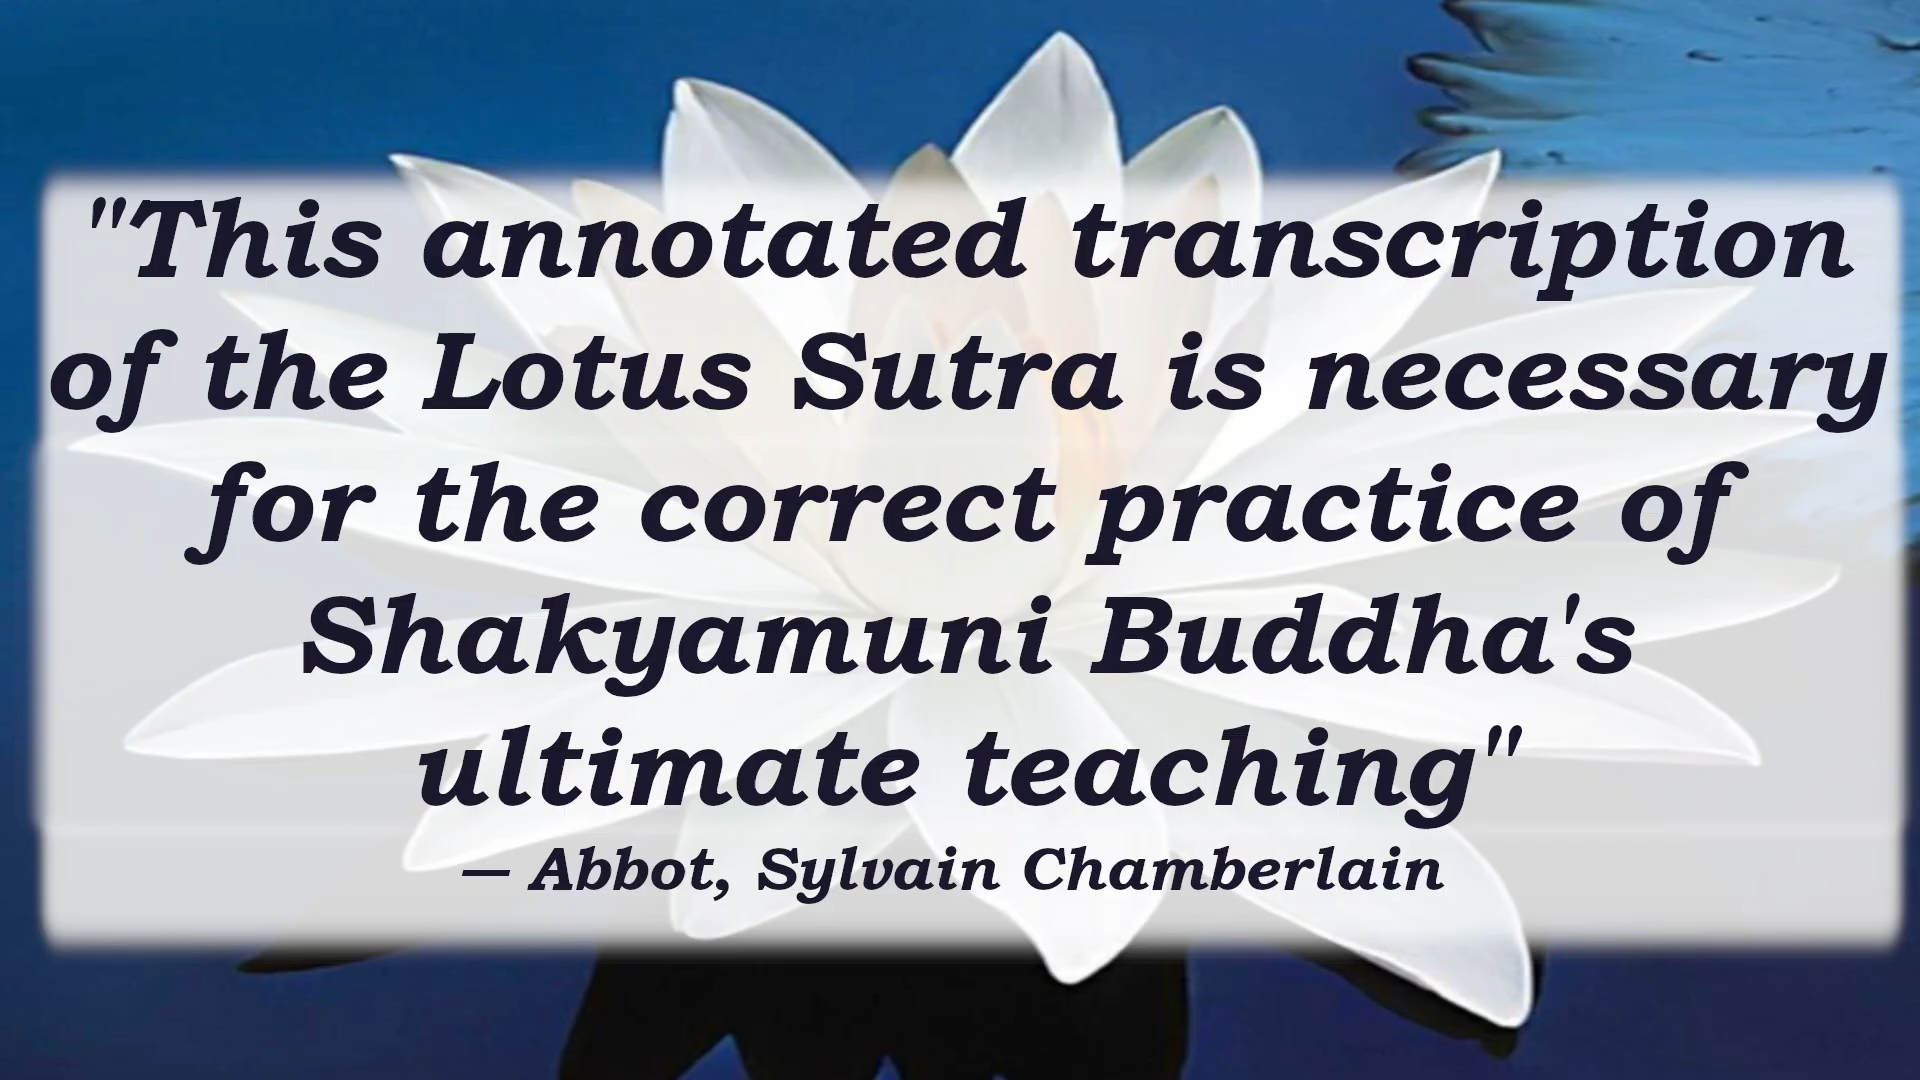 "This annotated transcription
of the Lotus Sutra is necessary
for the correct practice of
Shakyamuni Buddha's
ultimate teaching"
— Abbot, Sylvain Chamberlain